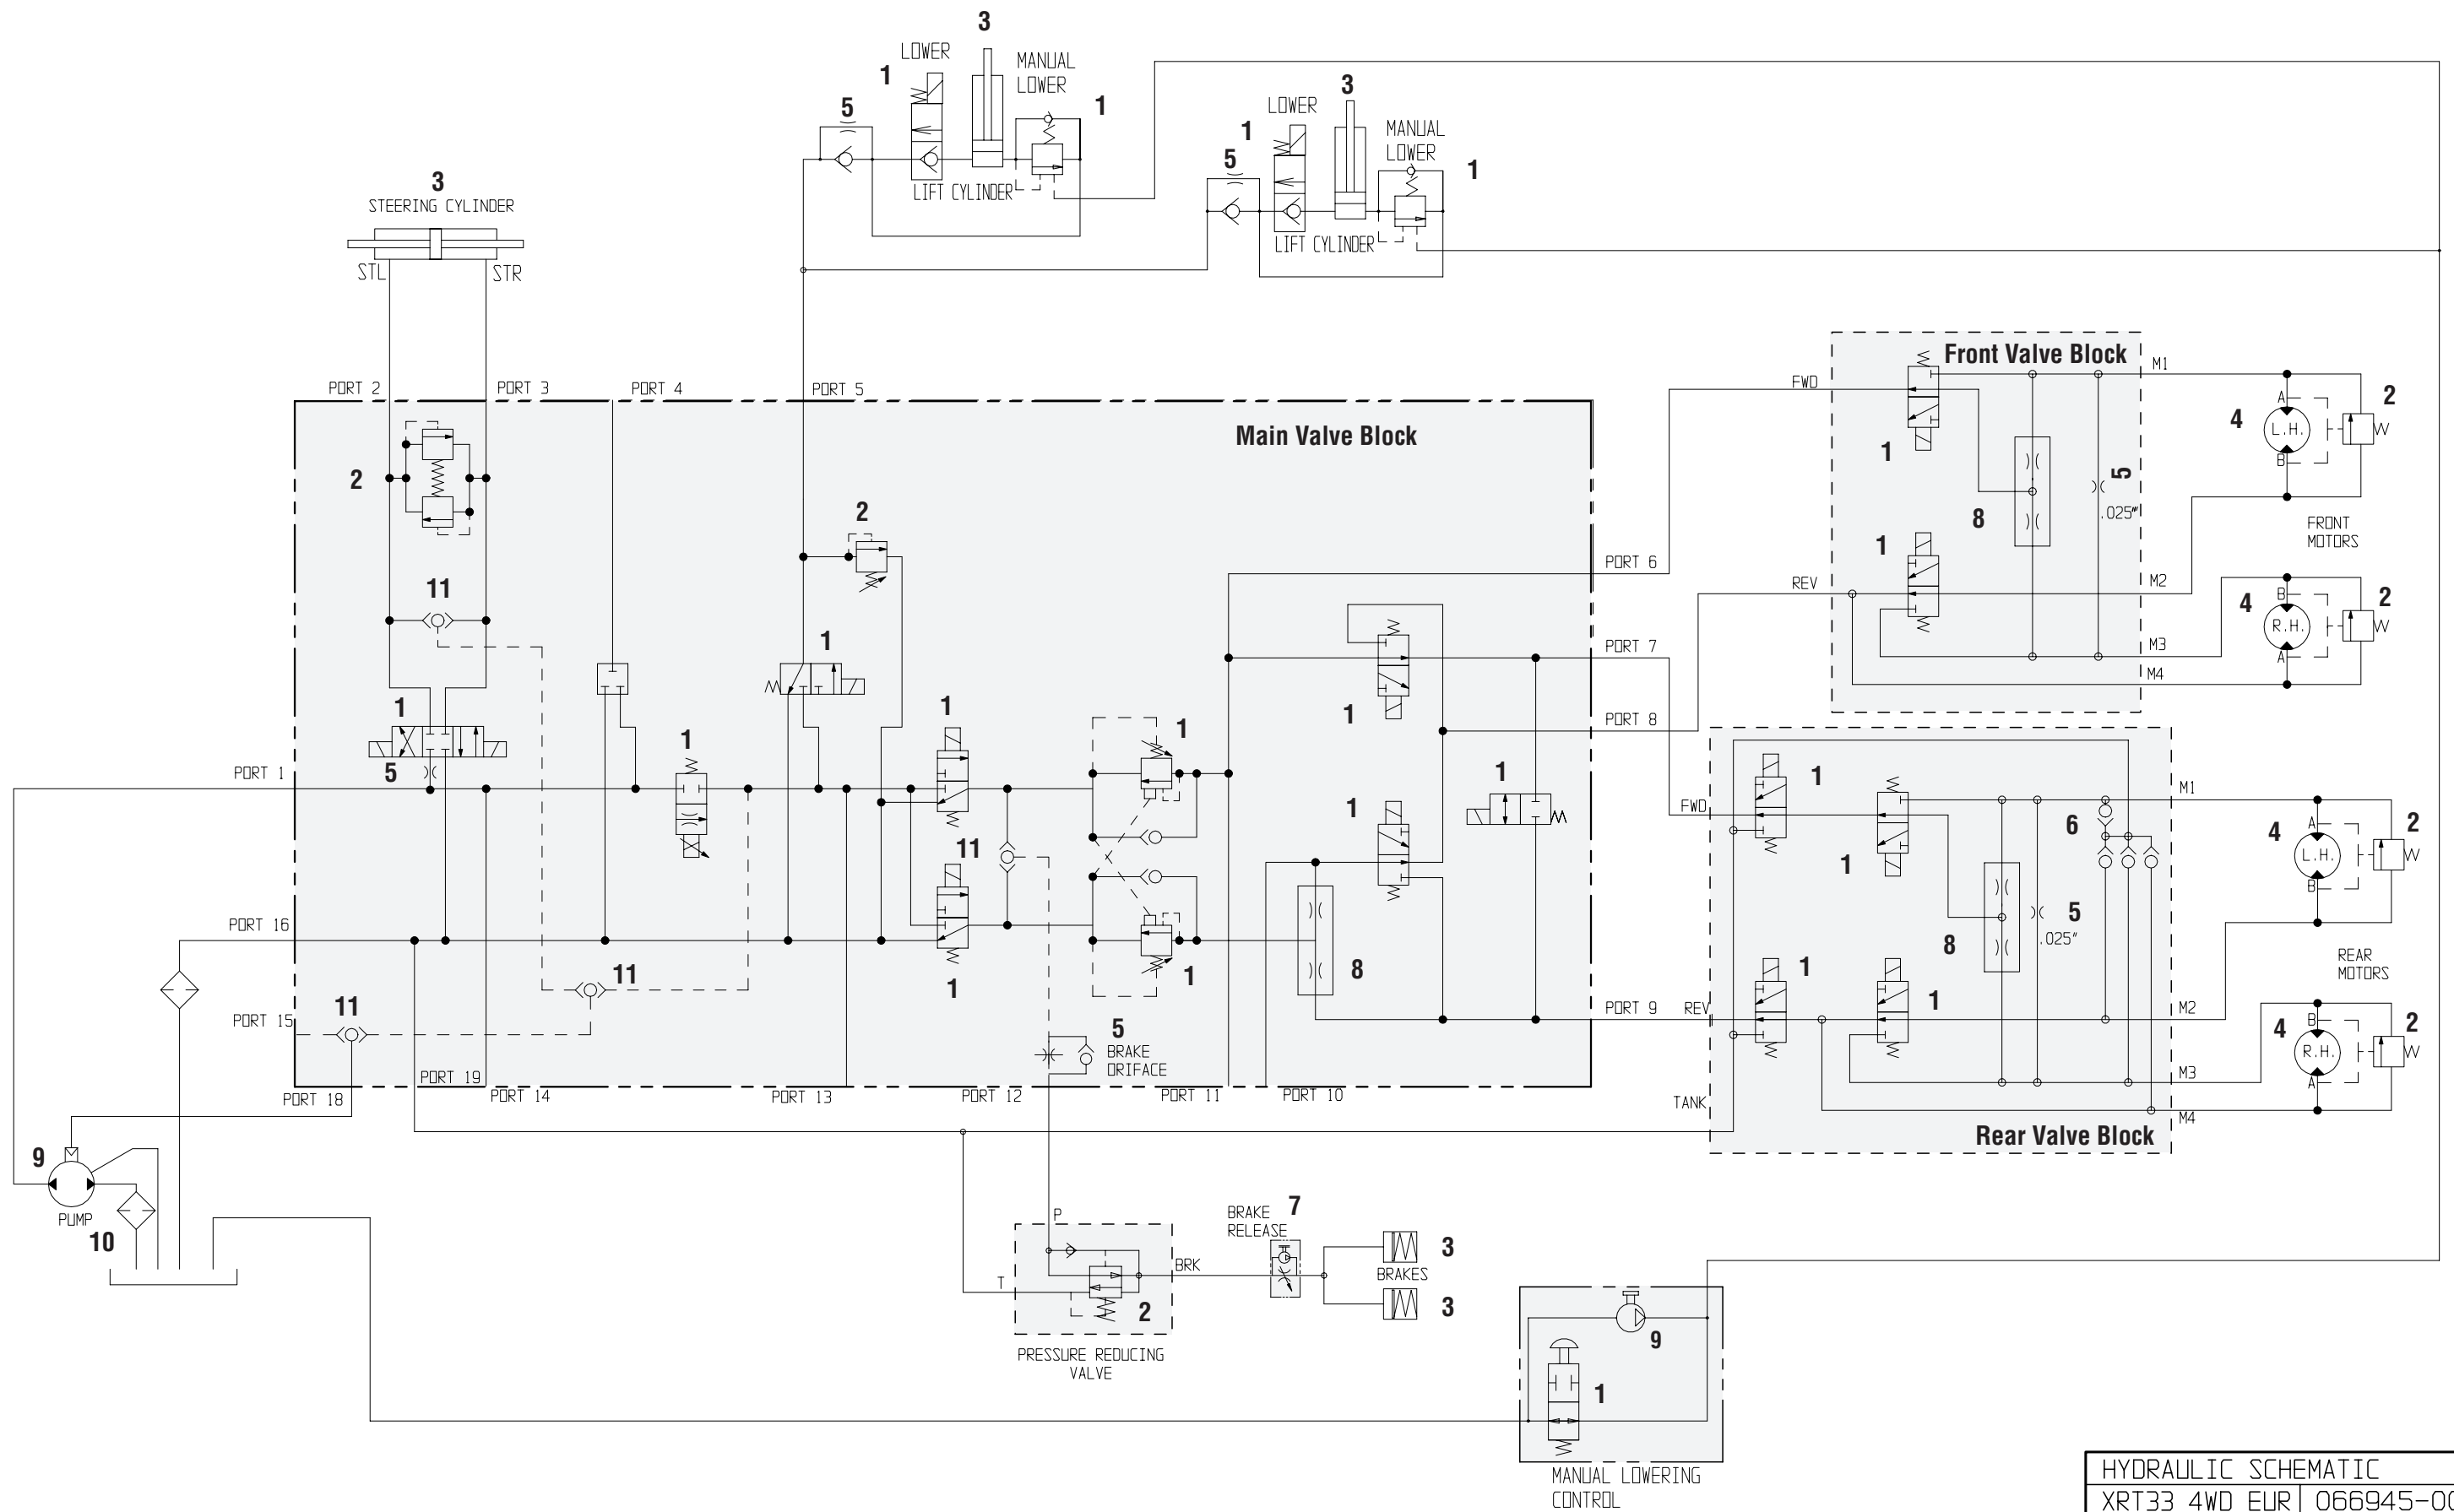 3
LOWER
MANUAL
LOWER
1
1
5
LIFT CYLINDER
3
LOWER
MANUAL
LOWER
1
1
5
LIFT CYLINDER
3
STEERING CYLINDER
STL
STR
PORT 2
PORT 3
PORT 4
PORT 5
Main Valve Block
2
2
11
1
1
5
1
1
1
1
1
11
11
11
1
1
1
1
8
5
BRAKE
ORIFACE
PORT 1
PORT 16
PORT 15
PORT 19
PORT 18
PORT 14
PORT 13
PORT 12
PORT 11
PORT 10
PORT 6
PORT 7
PORT 8
PORT 9
Front Valve Block
FWD
REV
1
1
8
5
.025"
M1
M2
M3
M4
A
L.H.
B
4
2
FRONT
MOTORS
B
R.H.
A
4
2
FWD
REV
TANK
1
1
1
1
8
5
.025"
6
M1
M2
M3
M4
Rear Valve Block
A
L.H.
B
4
2
REAR
MOTORS
B
R.H.
A
4
2
9
PUMP
10
P
T
BRK
2
PRESSURE REDUCING
VALVE
BRAKE
RELEASE
7
3
BRAKES
3
9
1
MANUAL LOWERING
CONTROL
HYDRAULIC SCHEMATIC
XRT33 4WD EUR 066945-00